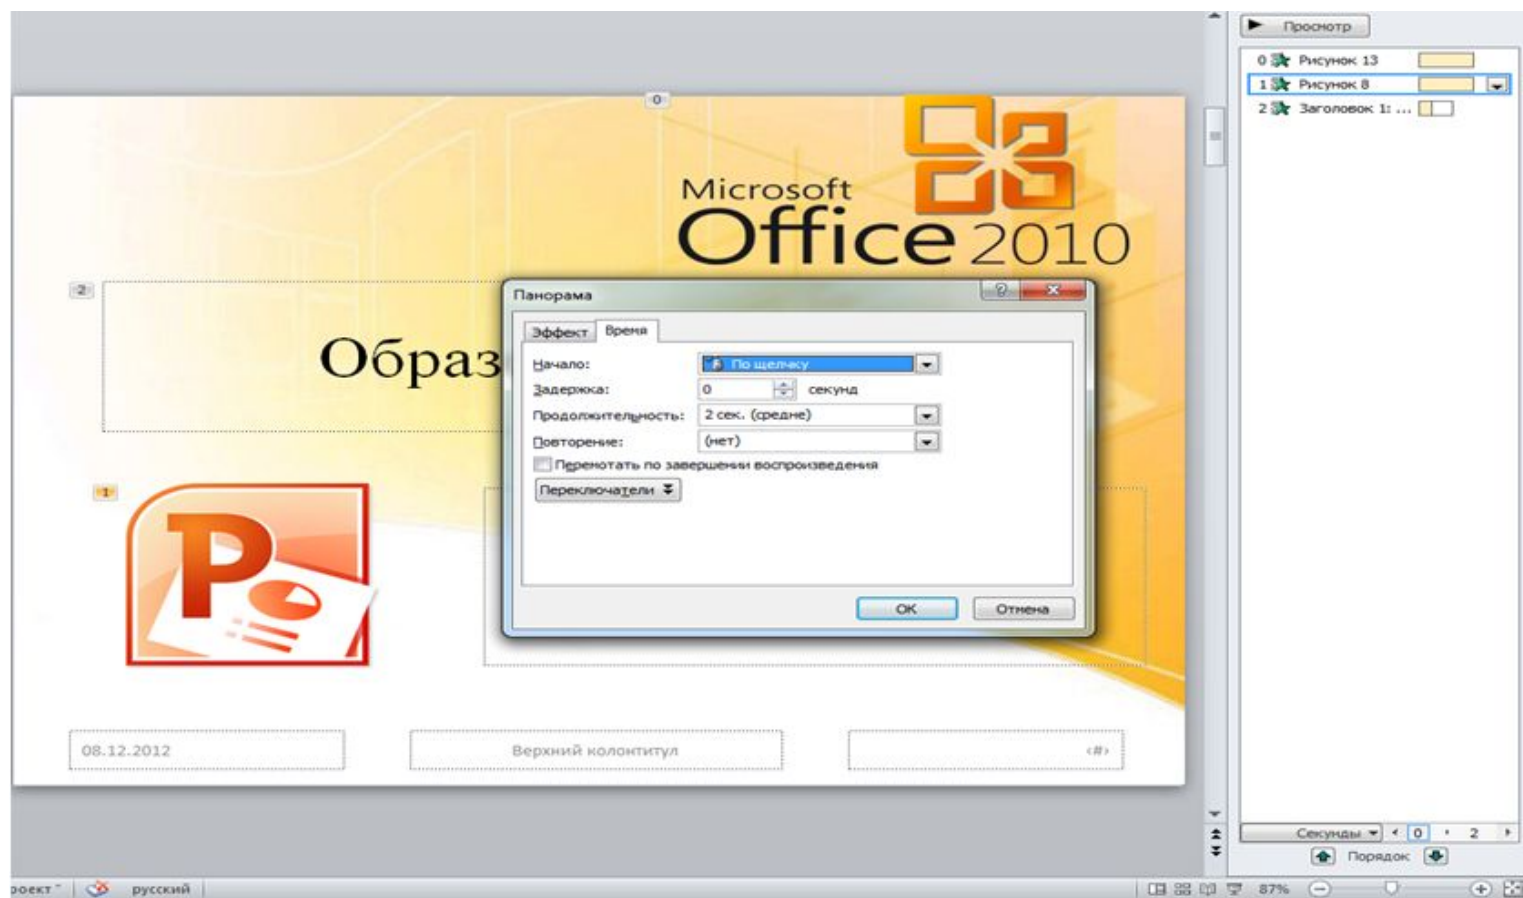 Просмотр
0 Рисунок 13
1 Рисунок 8
2 Заголовок 1: ...
0
Microsoft
Office 2010
2
Образ
Панорама
Эффект
Время
Начало:
По щелчку
Задержка:
0
секунд
Продолжительность:
2 сек. (средне)
Повторение:
(нет)
Перемотать по завершении воспроизведения
Переключатели
OK
Отмена
1
P
08.12.2012
Верхний колонтитул
‹#›
Секунды
0
2
Порядок
роект "
русский
87%